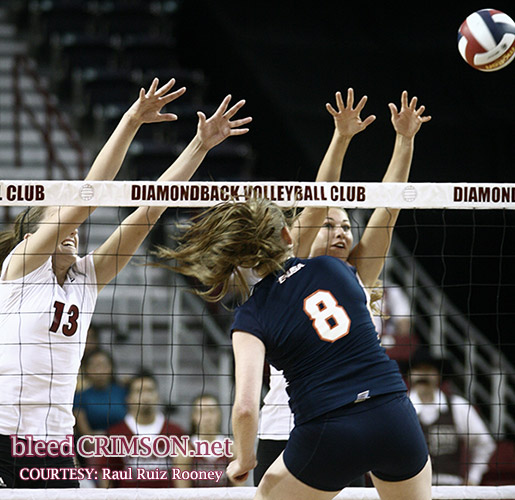 CLUB DIAMONDBACK VOLLEYBALL CLUB DIAMOND
13
8
bleedCRIMSON.net
COURTESY: Raul Ruiz Rooney